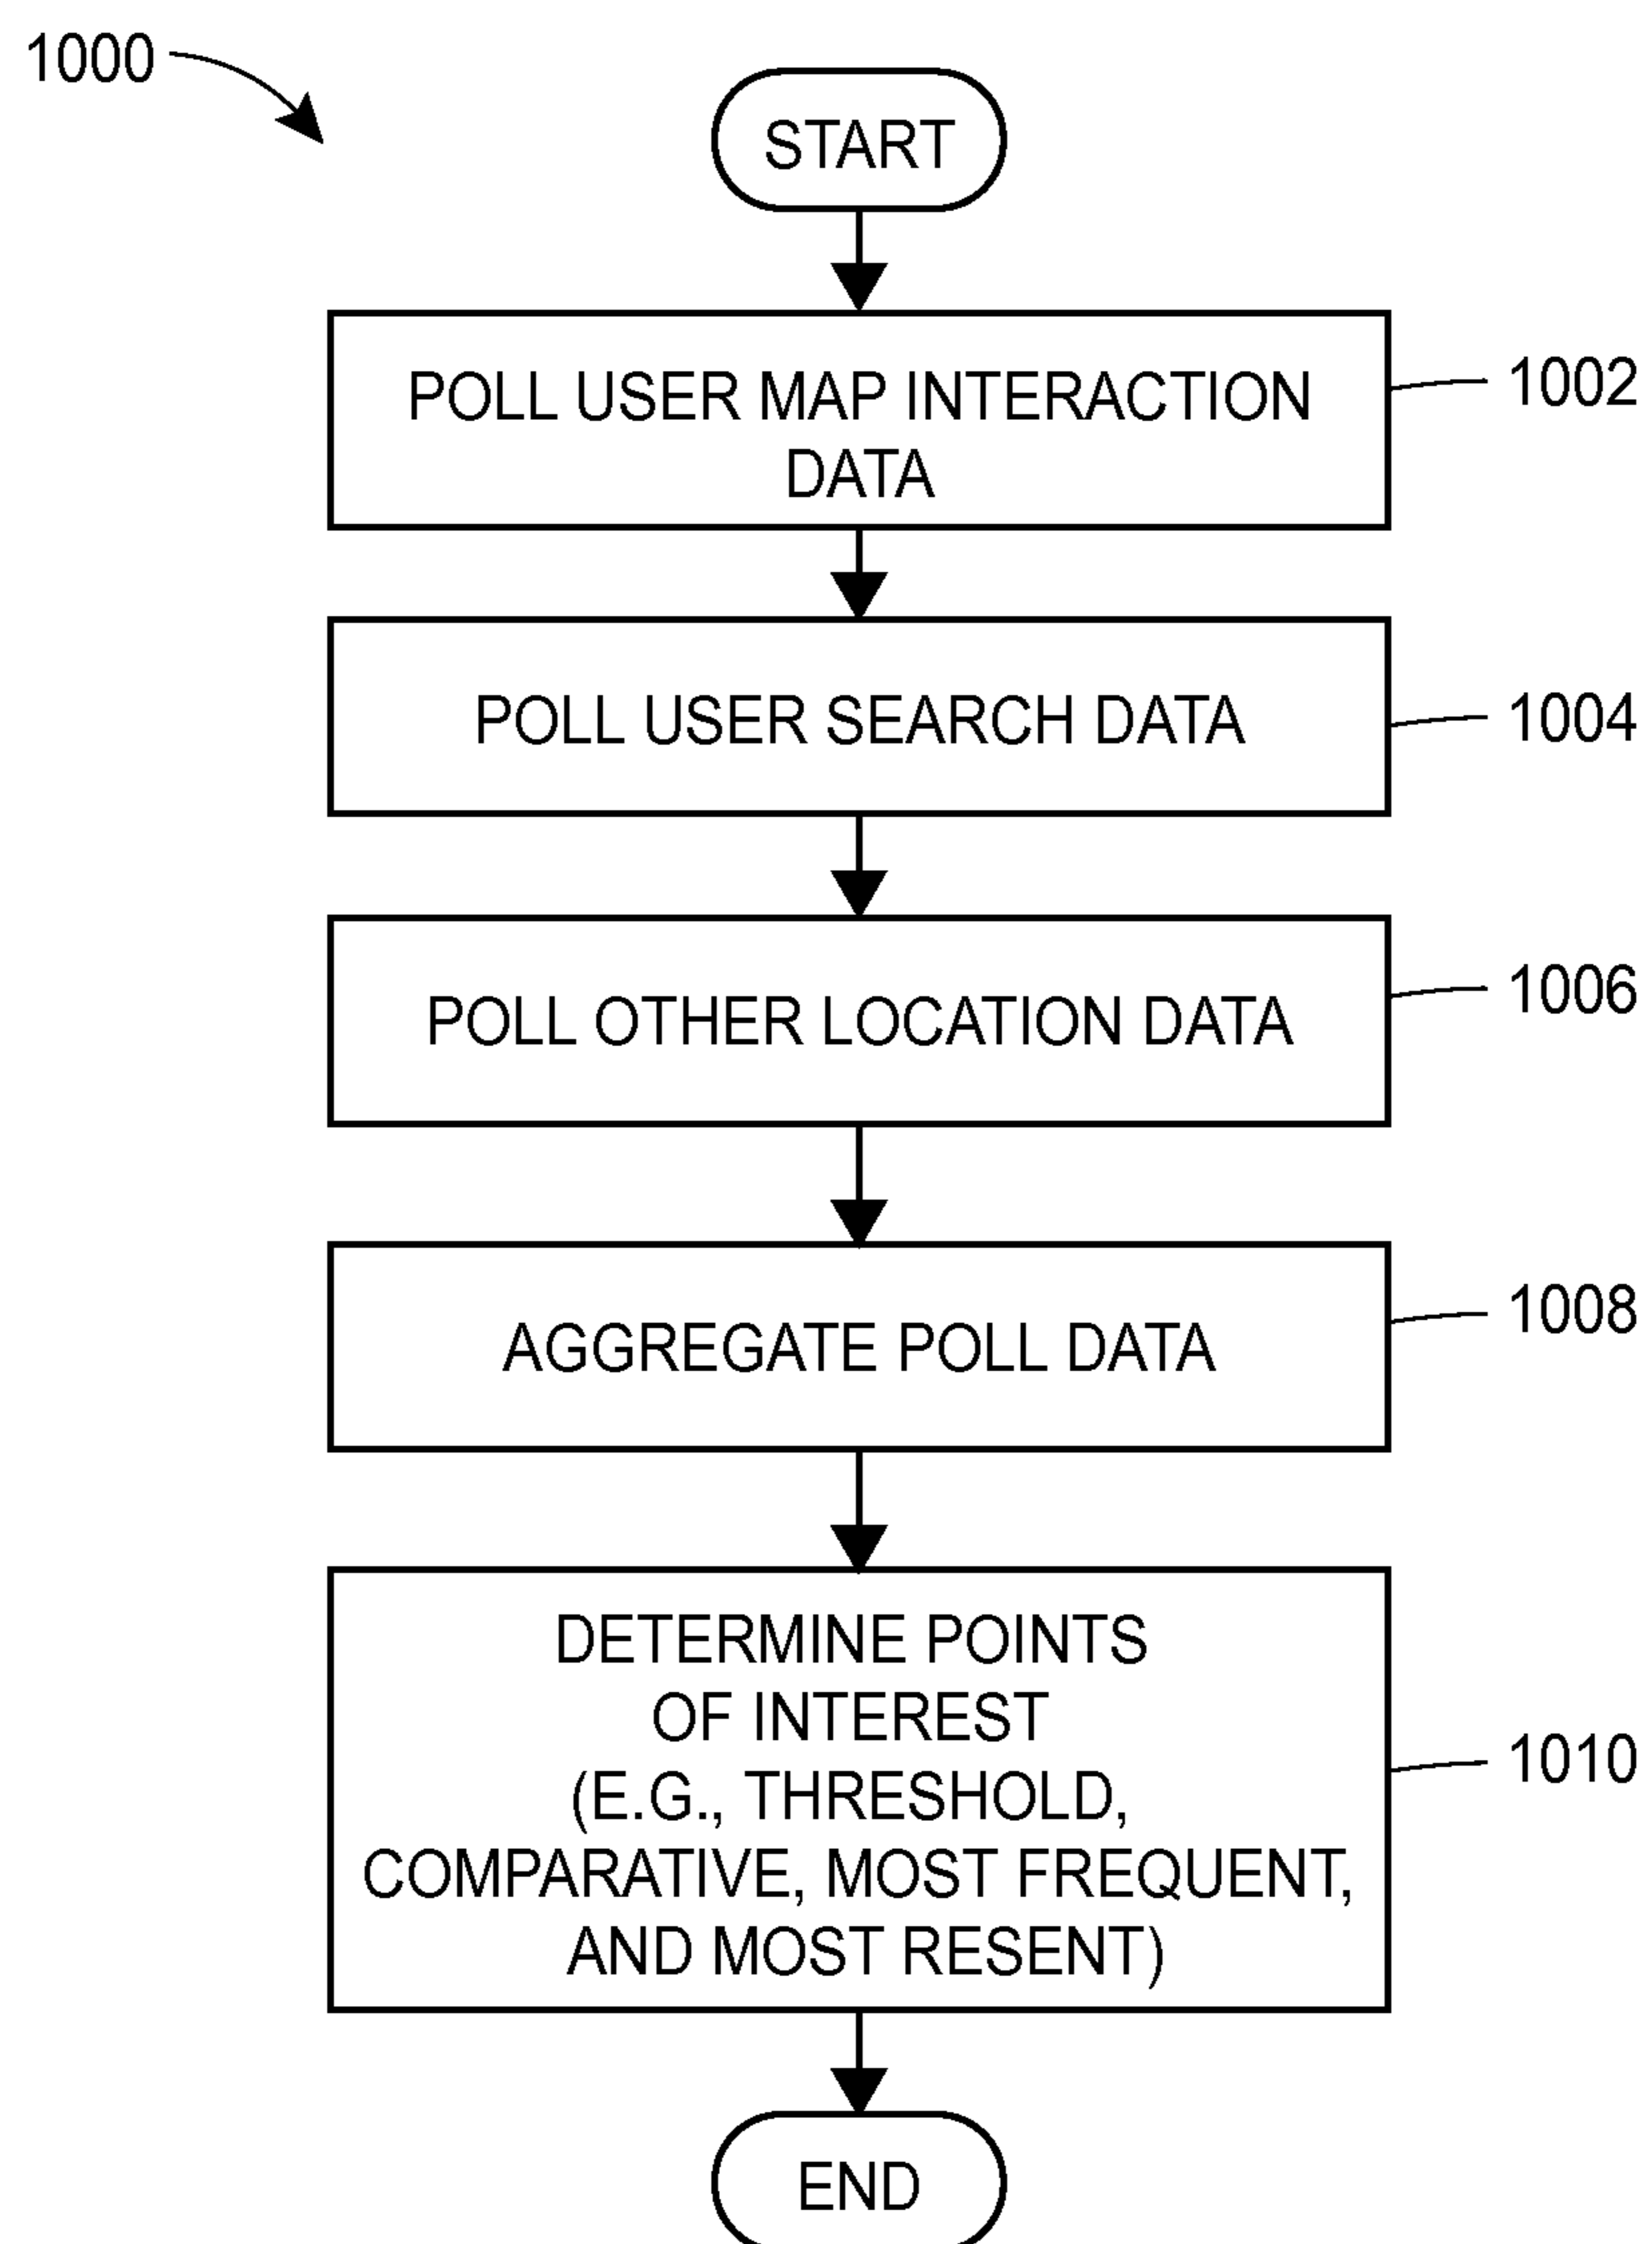 1000
START
POLL USER MAP INTERACTION
DATA
1002
POLL USER SEARCH DATA
1004
POLL OTHER LOCATION DATA
1006
AGGREGATE POLL DATA
1008
DETERMINE POINTS
OF INTEREST
(E.G., THRESHOLD,
COMPARATIVE, MOST FREQUENT,
AND MOST RESENT)
1010
END